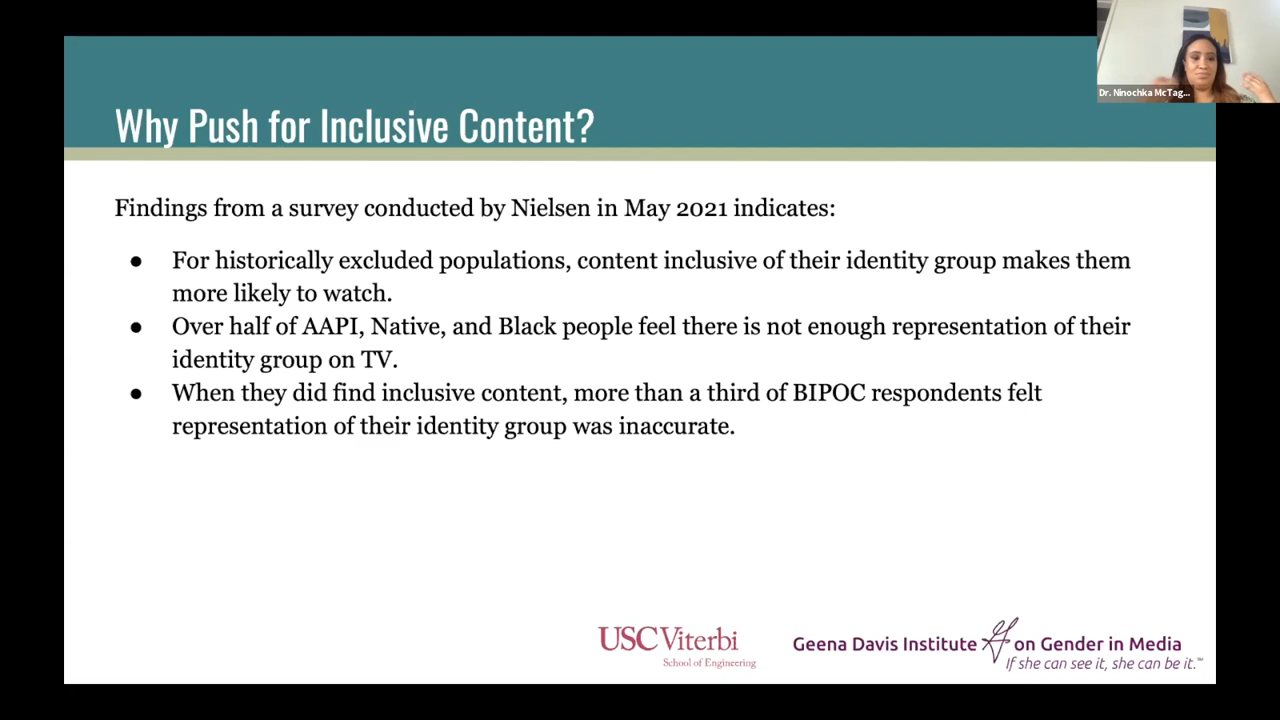 Dr. Ninochka McTag...
Why Push for Inclusive Content?
Findings from a survey conducted by Nielsen in May 2021 indicates:
● For historically excluded populations, content inclusive of their identity group makes them
more likely to watch.
● Over half of AAPI, Native, and Black people feel there is not enough representation of their
identity group on TV.
● When they did find inclusive content, more than a third of BIPOC respondents felt
representation of their identity group was inaccurate.
USC Viterbi
School of Engineering
Geena Davis Institute on Gender in Media
If she can see it, she can be it.™